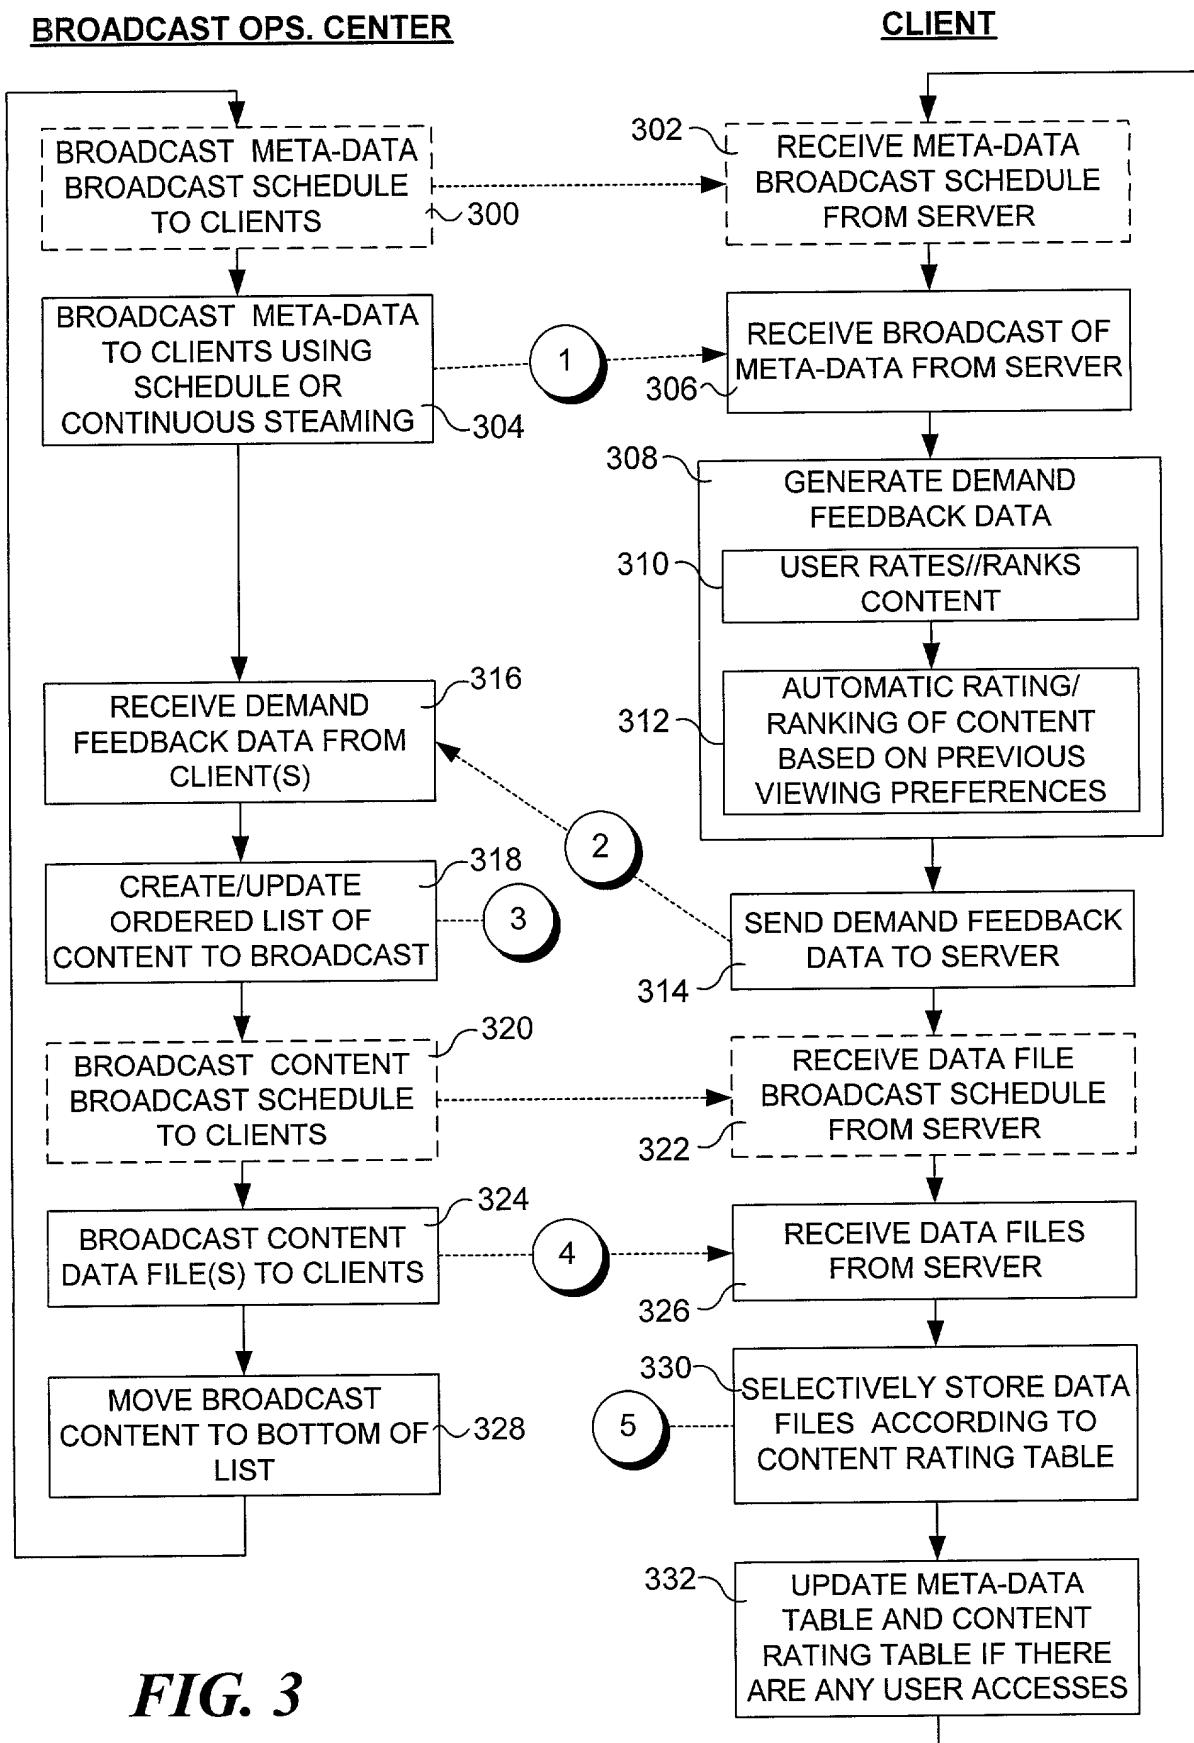 BROADCAST OPS. CENTER
CLIENT
BROADCAST META-DATA
BROADCAST SCHEDULE
TO CLIENTS
300
302
RECEIVE META-DATA
BROADCAST SCHEDULE
FROM SERVER
BROADCAST META-DATA
TO CLIENTS USING
SCHEDULE OR
CONTINUOUS STEAMING
304
1
RECEIVE BROADCAST OF
META-DATA FROM SERVER
306
308
GENERATE DEMAND
FEEDBACK DATA
310
USER RATES//RANKS
CONTENT
312
AUTOMATIC RATING/
RANKING OF CONTENT
BASED ON PREVIOUS
VIEWING PREFERENCES
316
RECEIVE DEMAND
FEEDBACK DATA FROM
CLIENT(S)
2
318
CREATE/UPDATE
ORDERED LIST OF
CONTENT TO BROADCAST
3
SEND DEMAND FEEDBACK
DATA TO SERVER
314
320
BROADCAST CONTENT
BROADCAST SCHEDULE
TO CLIENTS
RECEIVE DATA FILE
BROADCAST SCHEDULE
FROM SERVER
322
324
BROADCAST CONTENT
DATA FILE(S) TO CLIENTS
4
RECEIVE DATA FILES
FROM SERVER
326
MOVE BROADCAST
CONTENT TO BOTTOM OF
LIST
328
330
SELECTIVELY STORE DATA
FILES ACCORDING TO
CONTENT RATING TABLE
5
332
UPDATE META-DATA
TABLE AND CONTENT
RATING TABLE IF THERE
ARE ANY USER ACCESSES
FIG. 3